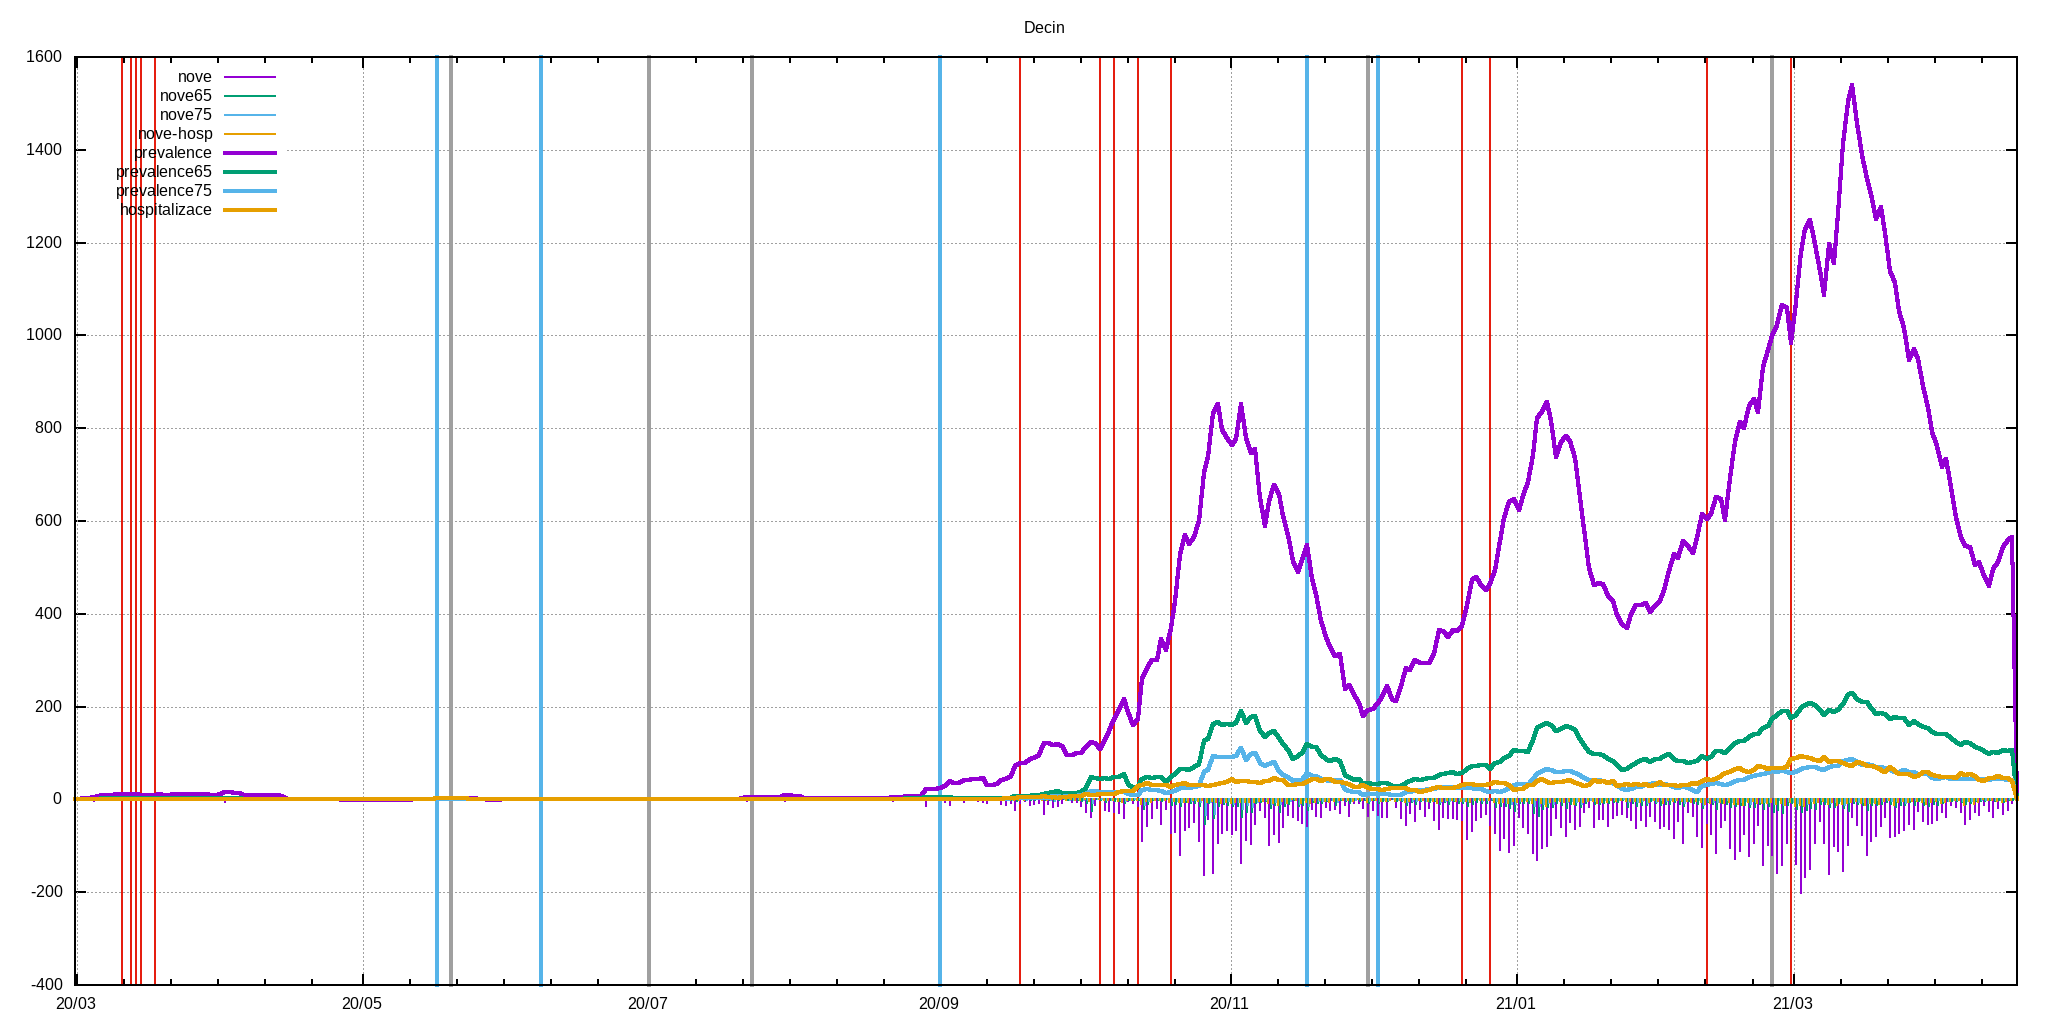 Decin
1600
nove
nove65
nove75
nove-hosp
1400
prevalence
prevalence65
prevalence75
hospitalizace
1200
1000
800
600
400
200
0
-200
-400
20/03 20/05 20/07 20/09 20/11 21/01 21/03